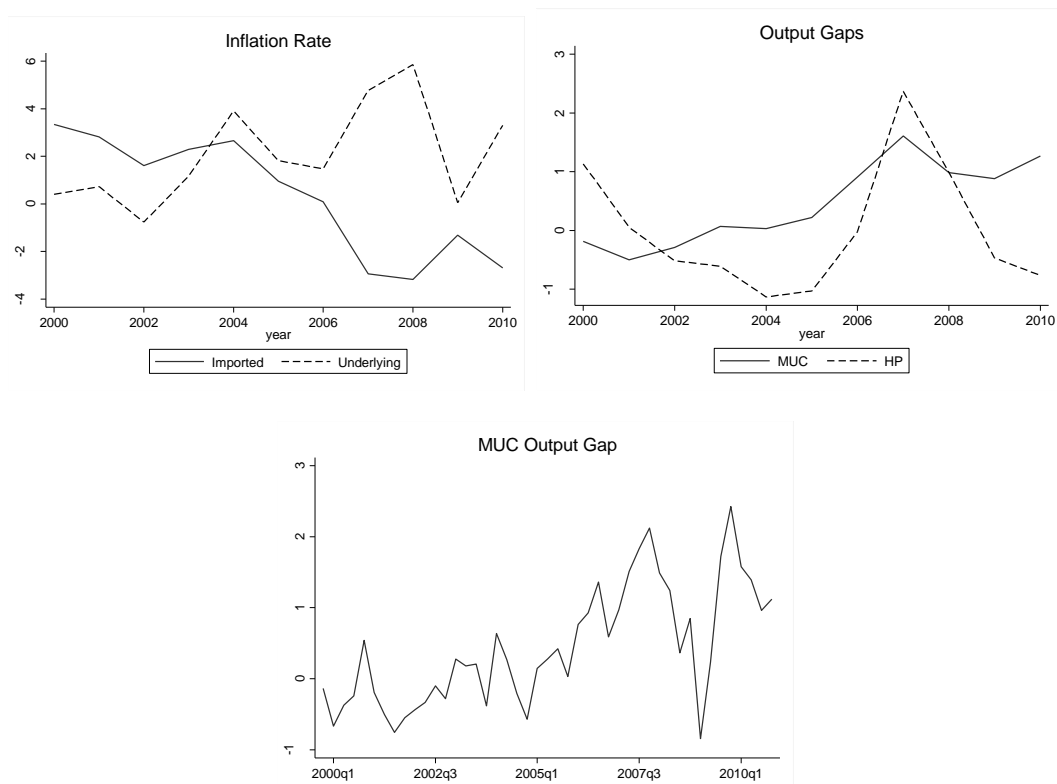 Inflation Rate
6
4
2
0
-2
-4
2000 2002 2004 2006 2008 2010
year
Imported Underlying
Output Gaps
3
2
1
0
-1
2000 2002 2004 2006 2008 2010
year
MUC HP
MUC Output Gap
3
2
1
0
-1
2000q1 2002q3 2005q1 2007q3 2010q1